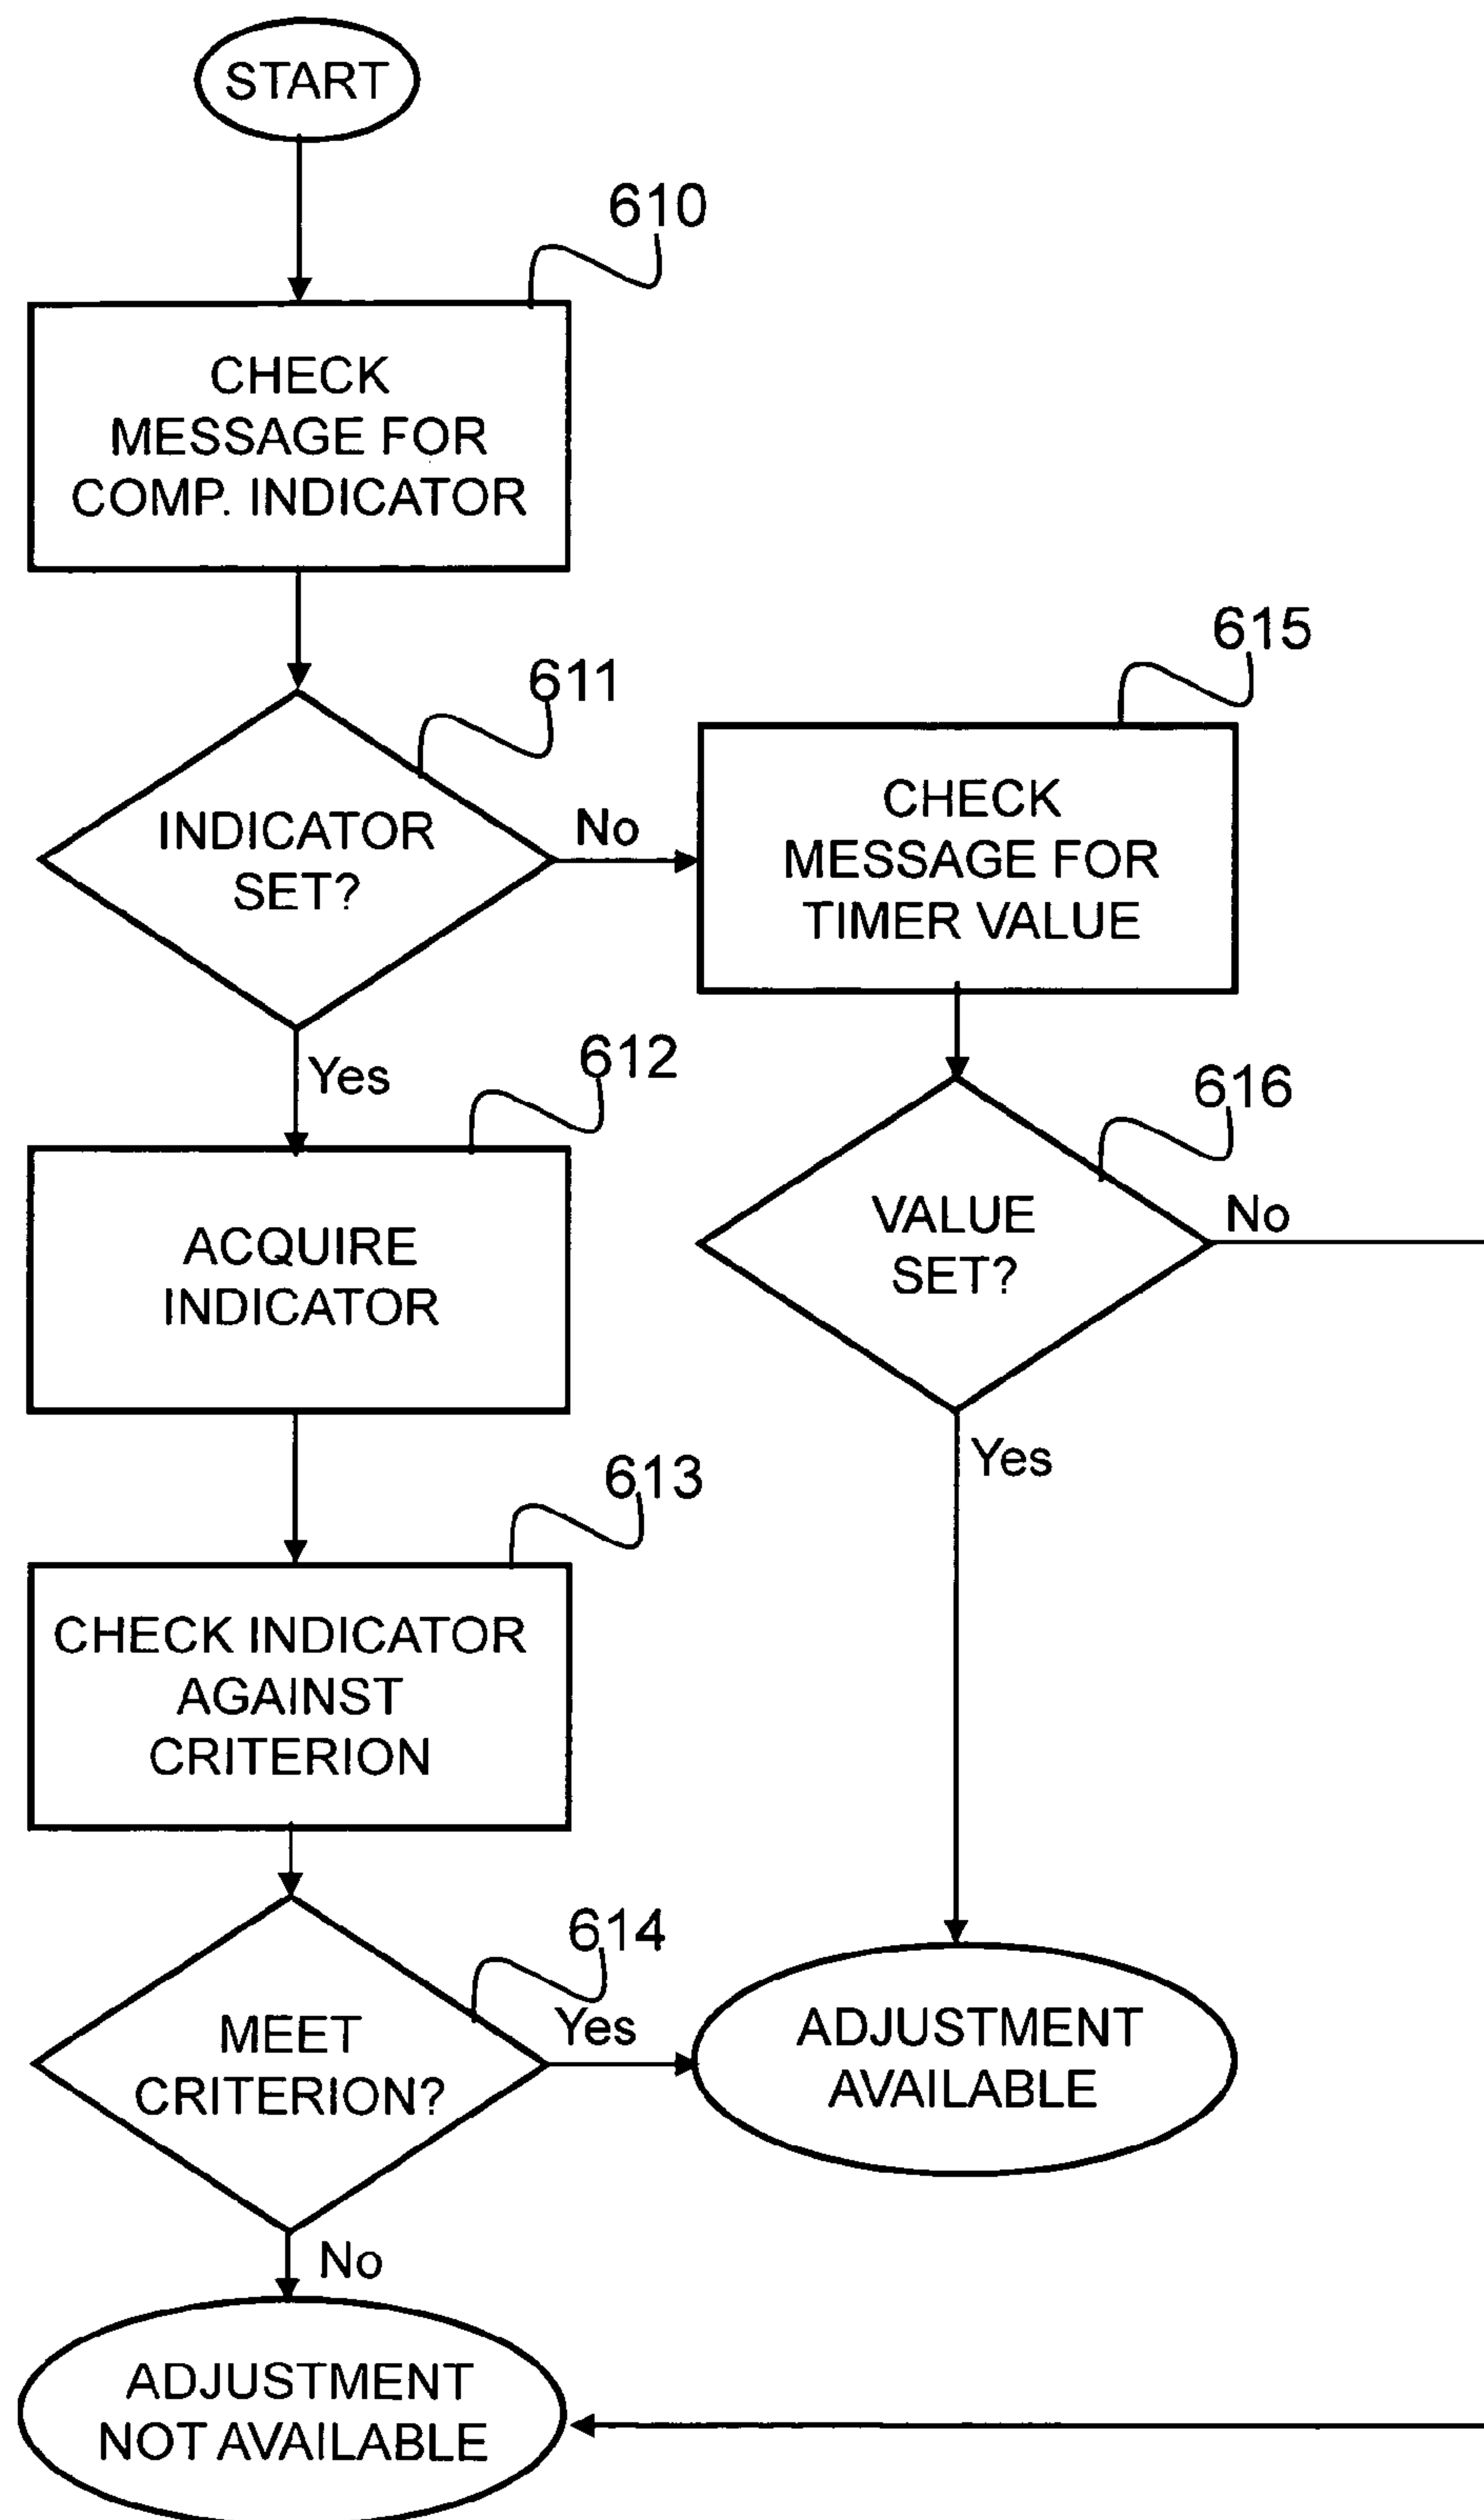 START
610
CHECK
MESSAGE FOR
COMP. INDICATOR
611
INDICATOR
SET?
No
Yes
615
CHECK
MESSAGE FOR
TIMER VALUE
612
ACQUIRE
INDICATOR
616
VALUE
SET?
No
Yes
613
CHECK INDICATOR
AGAINST
CRITERION
614
MEET
CRITERION?
Yes
No
ADJUSTMENT
AVAILABLE
ADJUSTMENT
NOT AVAILABLE